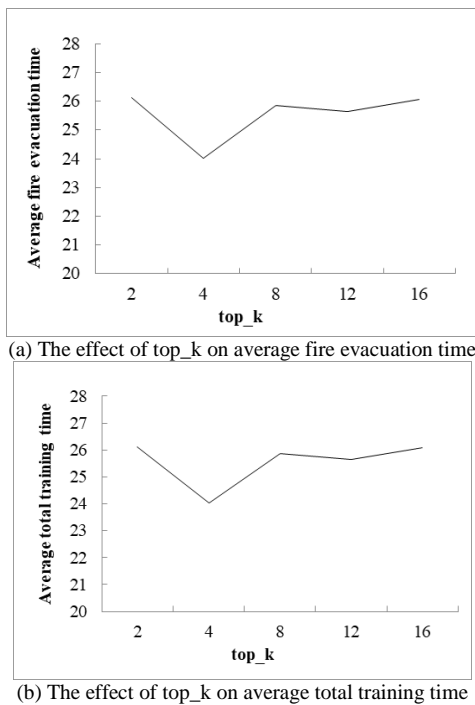 28
27
26
25
24
23
22
21
20
Average fire evacuation time
2 4 8 12 16
top_k
(a) The effect of top_k on average fire evacuation time
28
27
26
25
24
23
22
21
20
Average total training time
2 4 8 12 16
top_k
(b) The effect of top_k on average total training time